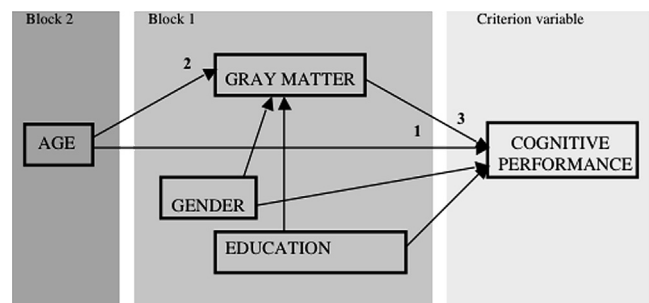 Block 2
Block 1
Criterion variable
2
GRAY MATTER
3
AGE
1
COGNITIVE
PERFORMANCE
GENDER
EDUCATION